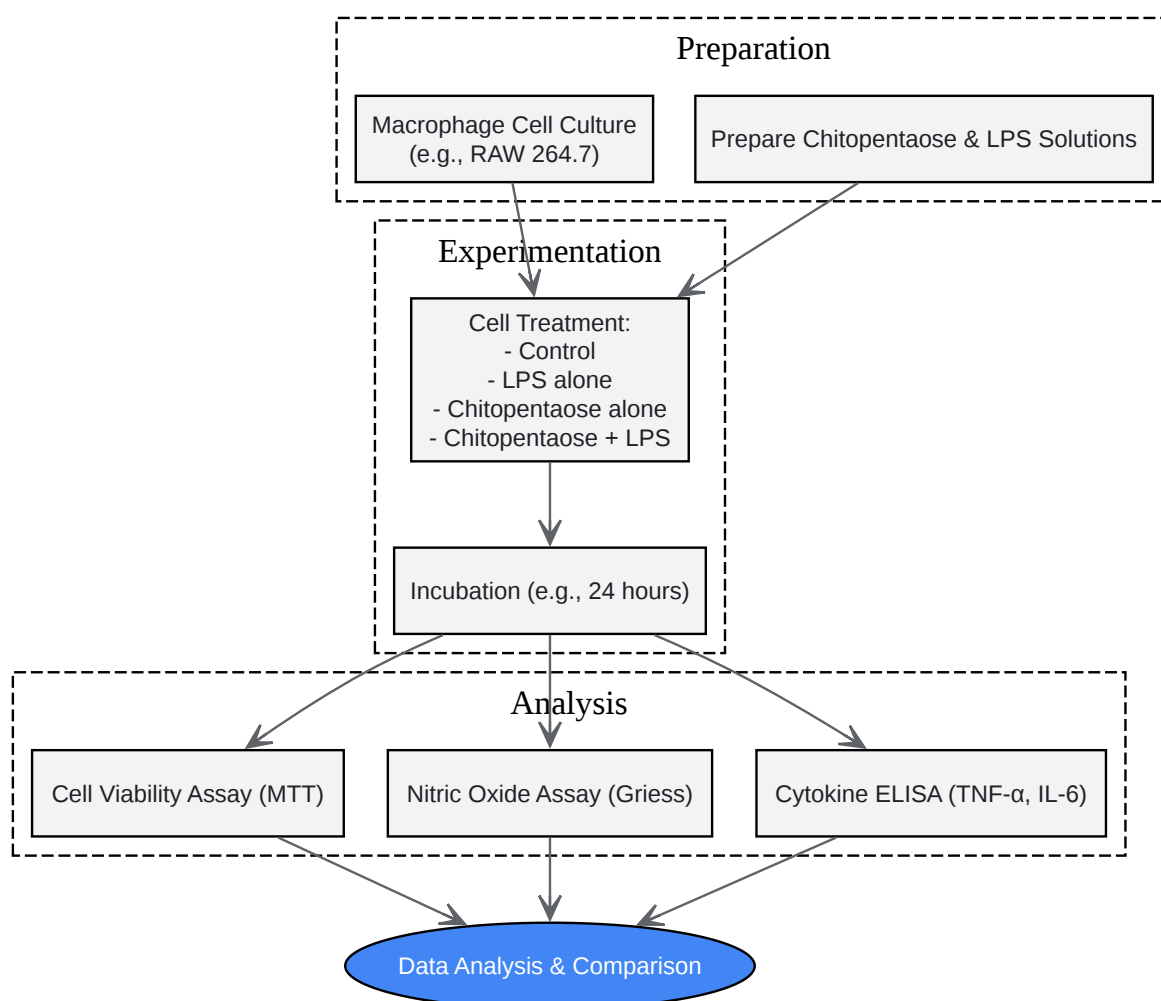 Preparation
Macrophage Cell Culture
(e.g., RAW 264.7)
Prepare Chitopentaose & LPS Solutions
Experimentation
Cell Treatment:
- Control
- LPS alone
- Chitopentaose alone
- Chitopentaose + LPS
Incubation (e.g., 24 hours)
Analysis
Cell Viability Assay (MTT)
Nitric Oxide Assay (Griess)
Cytokine ELISA (TNF-α, IL-6)
Data Analysis & Comparison